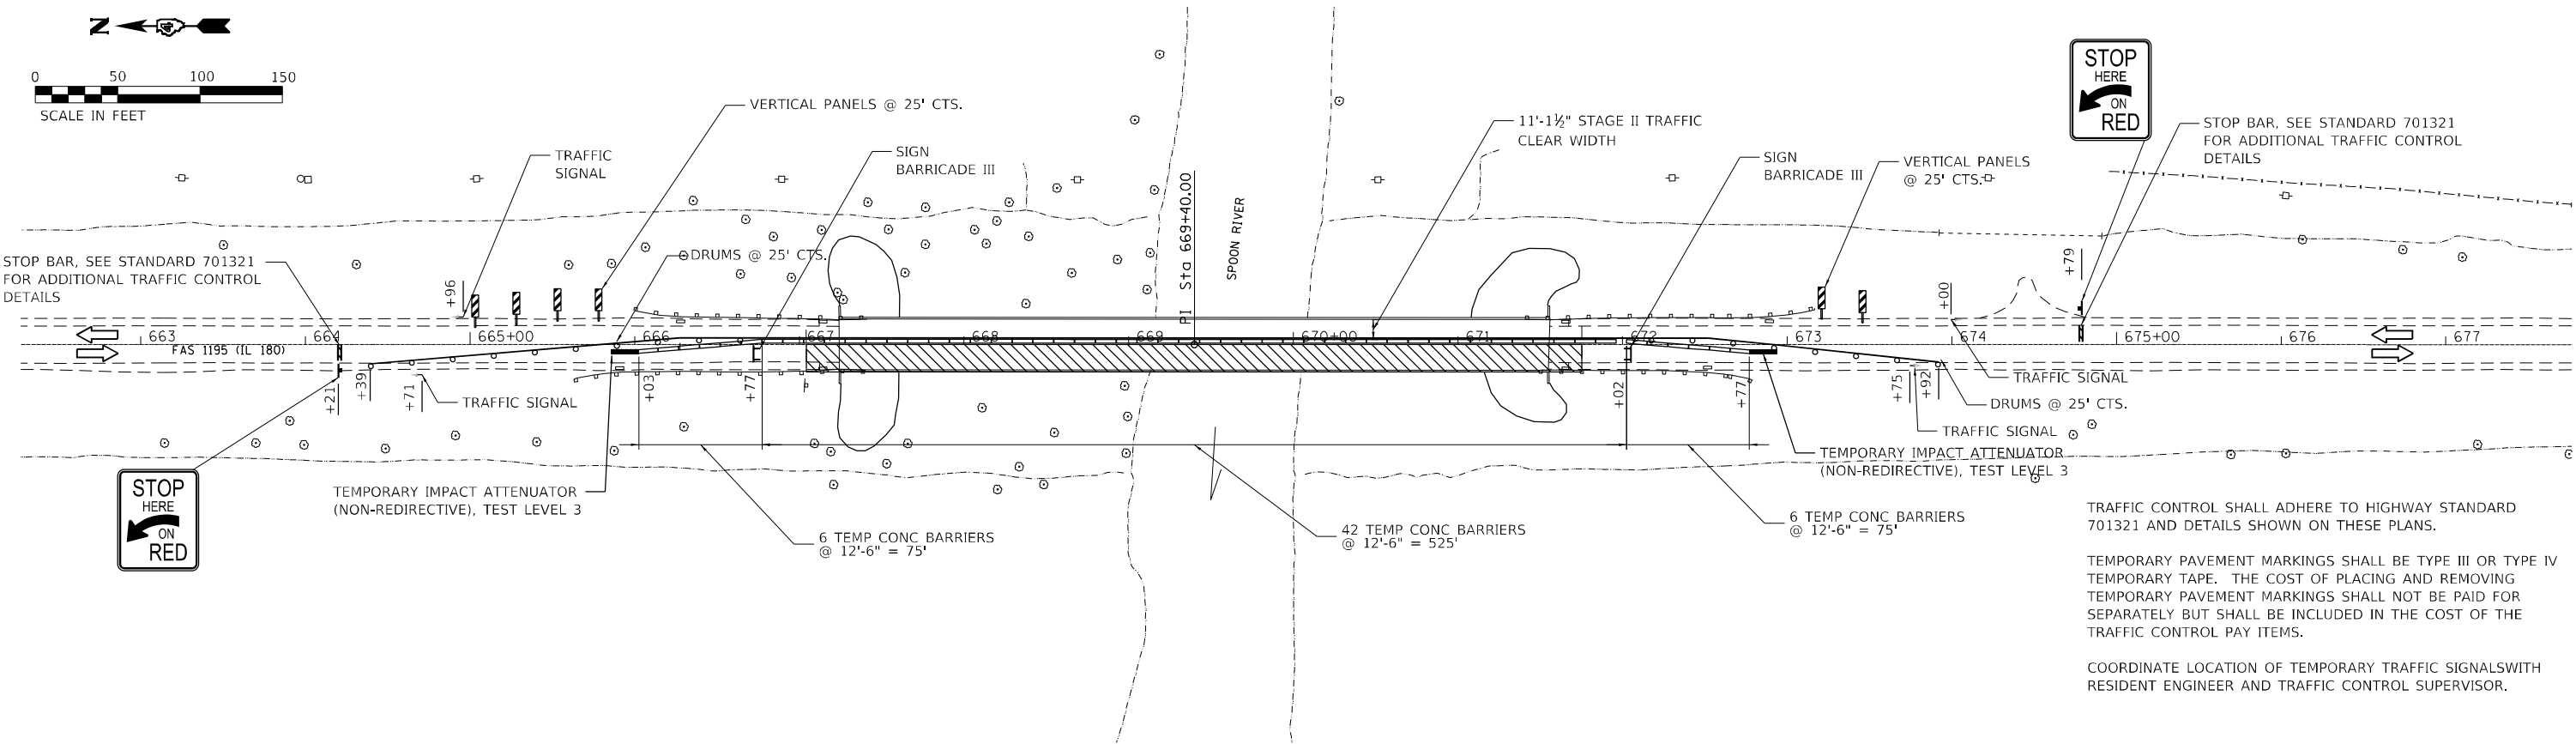 N
0 50 100 150
SCALE IN FEET
VERTICAL PANELS @ 25' CTS.
TRAFFIC
SIGNAL
SIGN
BARRICADE III
DRUMS @ 25' CTS.
STOP BAR, SEE STANDARD 701321
FOR ADDITIONAL TRAFFIC CONTROL
DETAILS
PI Sta 669+40.00
SPOON RIVER
11'-1½" STAGE II TRAFFIC
CLEAR WIDTH
SIGN
BARRICADE III
VERTICAL PANELS
@ 25' CTS.
STOP
HERE
ON
RED
STOP BAR, SEE STANDARD 701321
FOR ADDITIONAL TRAFFIC CONTROL
DETAILS
+96
+00
+79
663 664 665+00 666 667 668 669 670+00 671 672 673 674 675+00 676 677
FAS 1195 (IL 180)
+21
+39
+71
+03
+77
+02
+77
+75
+92
TRAFFIC SIGNAL
TRAFFIC SIGNAL
DRUMS @ 25' CTS.
TRAFFIC SIGNAL
STOP
HERE
ON
RED
TEMPORARY IMPACT ATTENUATOR
(NON-REDIRECTIVE), TEST LEVEL 3
6 TEMP CONC BARRIERS
@ 12'-6" = 75'
42 TEMP CONC BARRIERS
@ 12'-6" = 525'
6 TEMP CONC BARRIERS
@ 12'-6" = 75'
TEMPORARY IMPACT ATTENUATOR
(NON-REDIRECTIVE), TEST LEVEL 3
TRAFFIC CONTROL SHALL ADHERE TO HIGHWAY STANDARD
701321 AND DETAILS SHOWN ON THESE PLANS.
TEMPORARY PAVEMENT MARKINGS SHALL BE TYPE III OR TYPE IV
TEMPORARY TAPE. THE COST OF PLACING AND REMOVING
TEMPORARY PAVEMENT MARKINGS SHALL NOT BE PAID FOR
SEPARATELY BUT SHALL BE INCLUDED IN THE COST OF THE
TRAFFIC CONTROL PAY ITEMS.
COORDINATE LOCATION OF TEMPORARY TRAFFIC SIGNALSWITH
RESIDENT ENGINEER AND TRAFFIC CONTROL SUPERVISOR.